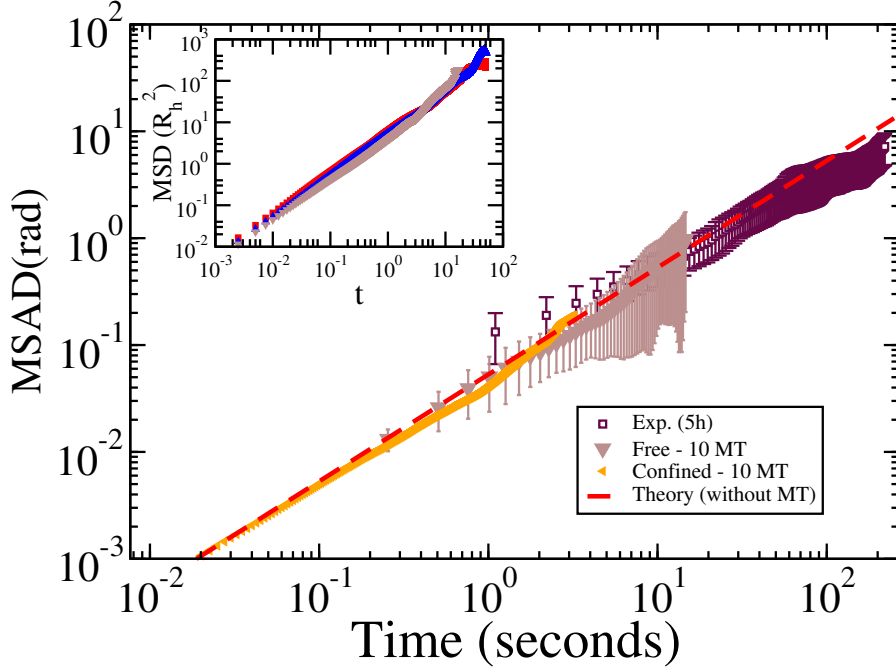 10^2
10^1
10^0
10^-1
10^-2
10^-3
MSAD(rad)
10^-2
10^-1
10^0
10^1
10^2
Time (seconds)
10^3
10^2
10^1
10^0
10^-1
10^-2
MSD (R_h^2)
10^-3
10^-2
10^-1
10^0
10^1
10^2
t
Exp. (5h)
Free - 10 MT
Confined - 10 MT
Theory (without MT)